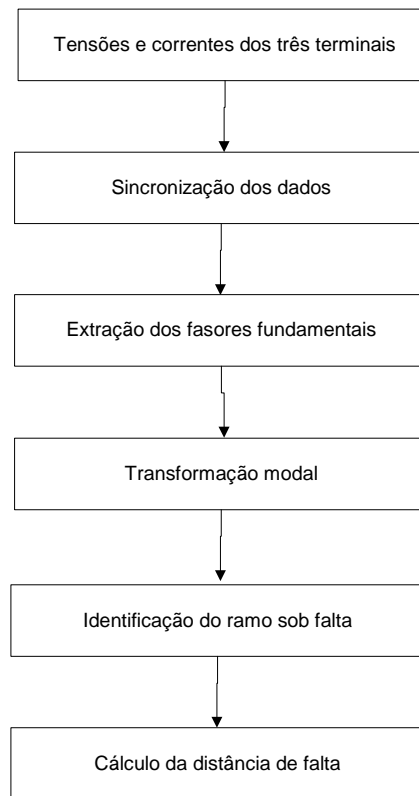 Tensões e correntes dos três terminais
Sincronização dos dados
Extração dos fasores fundamentais
Transformação modal
Identificação do ramo sob falta
Cálculo da distância de falta